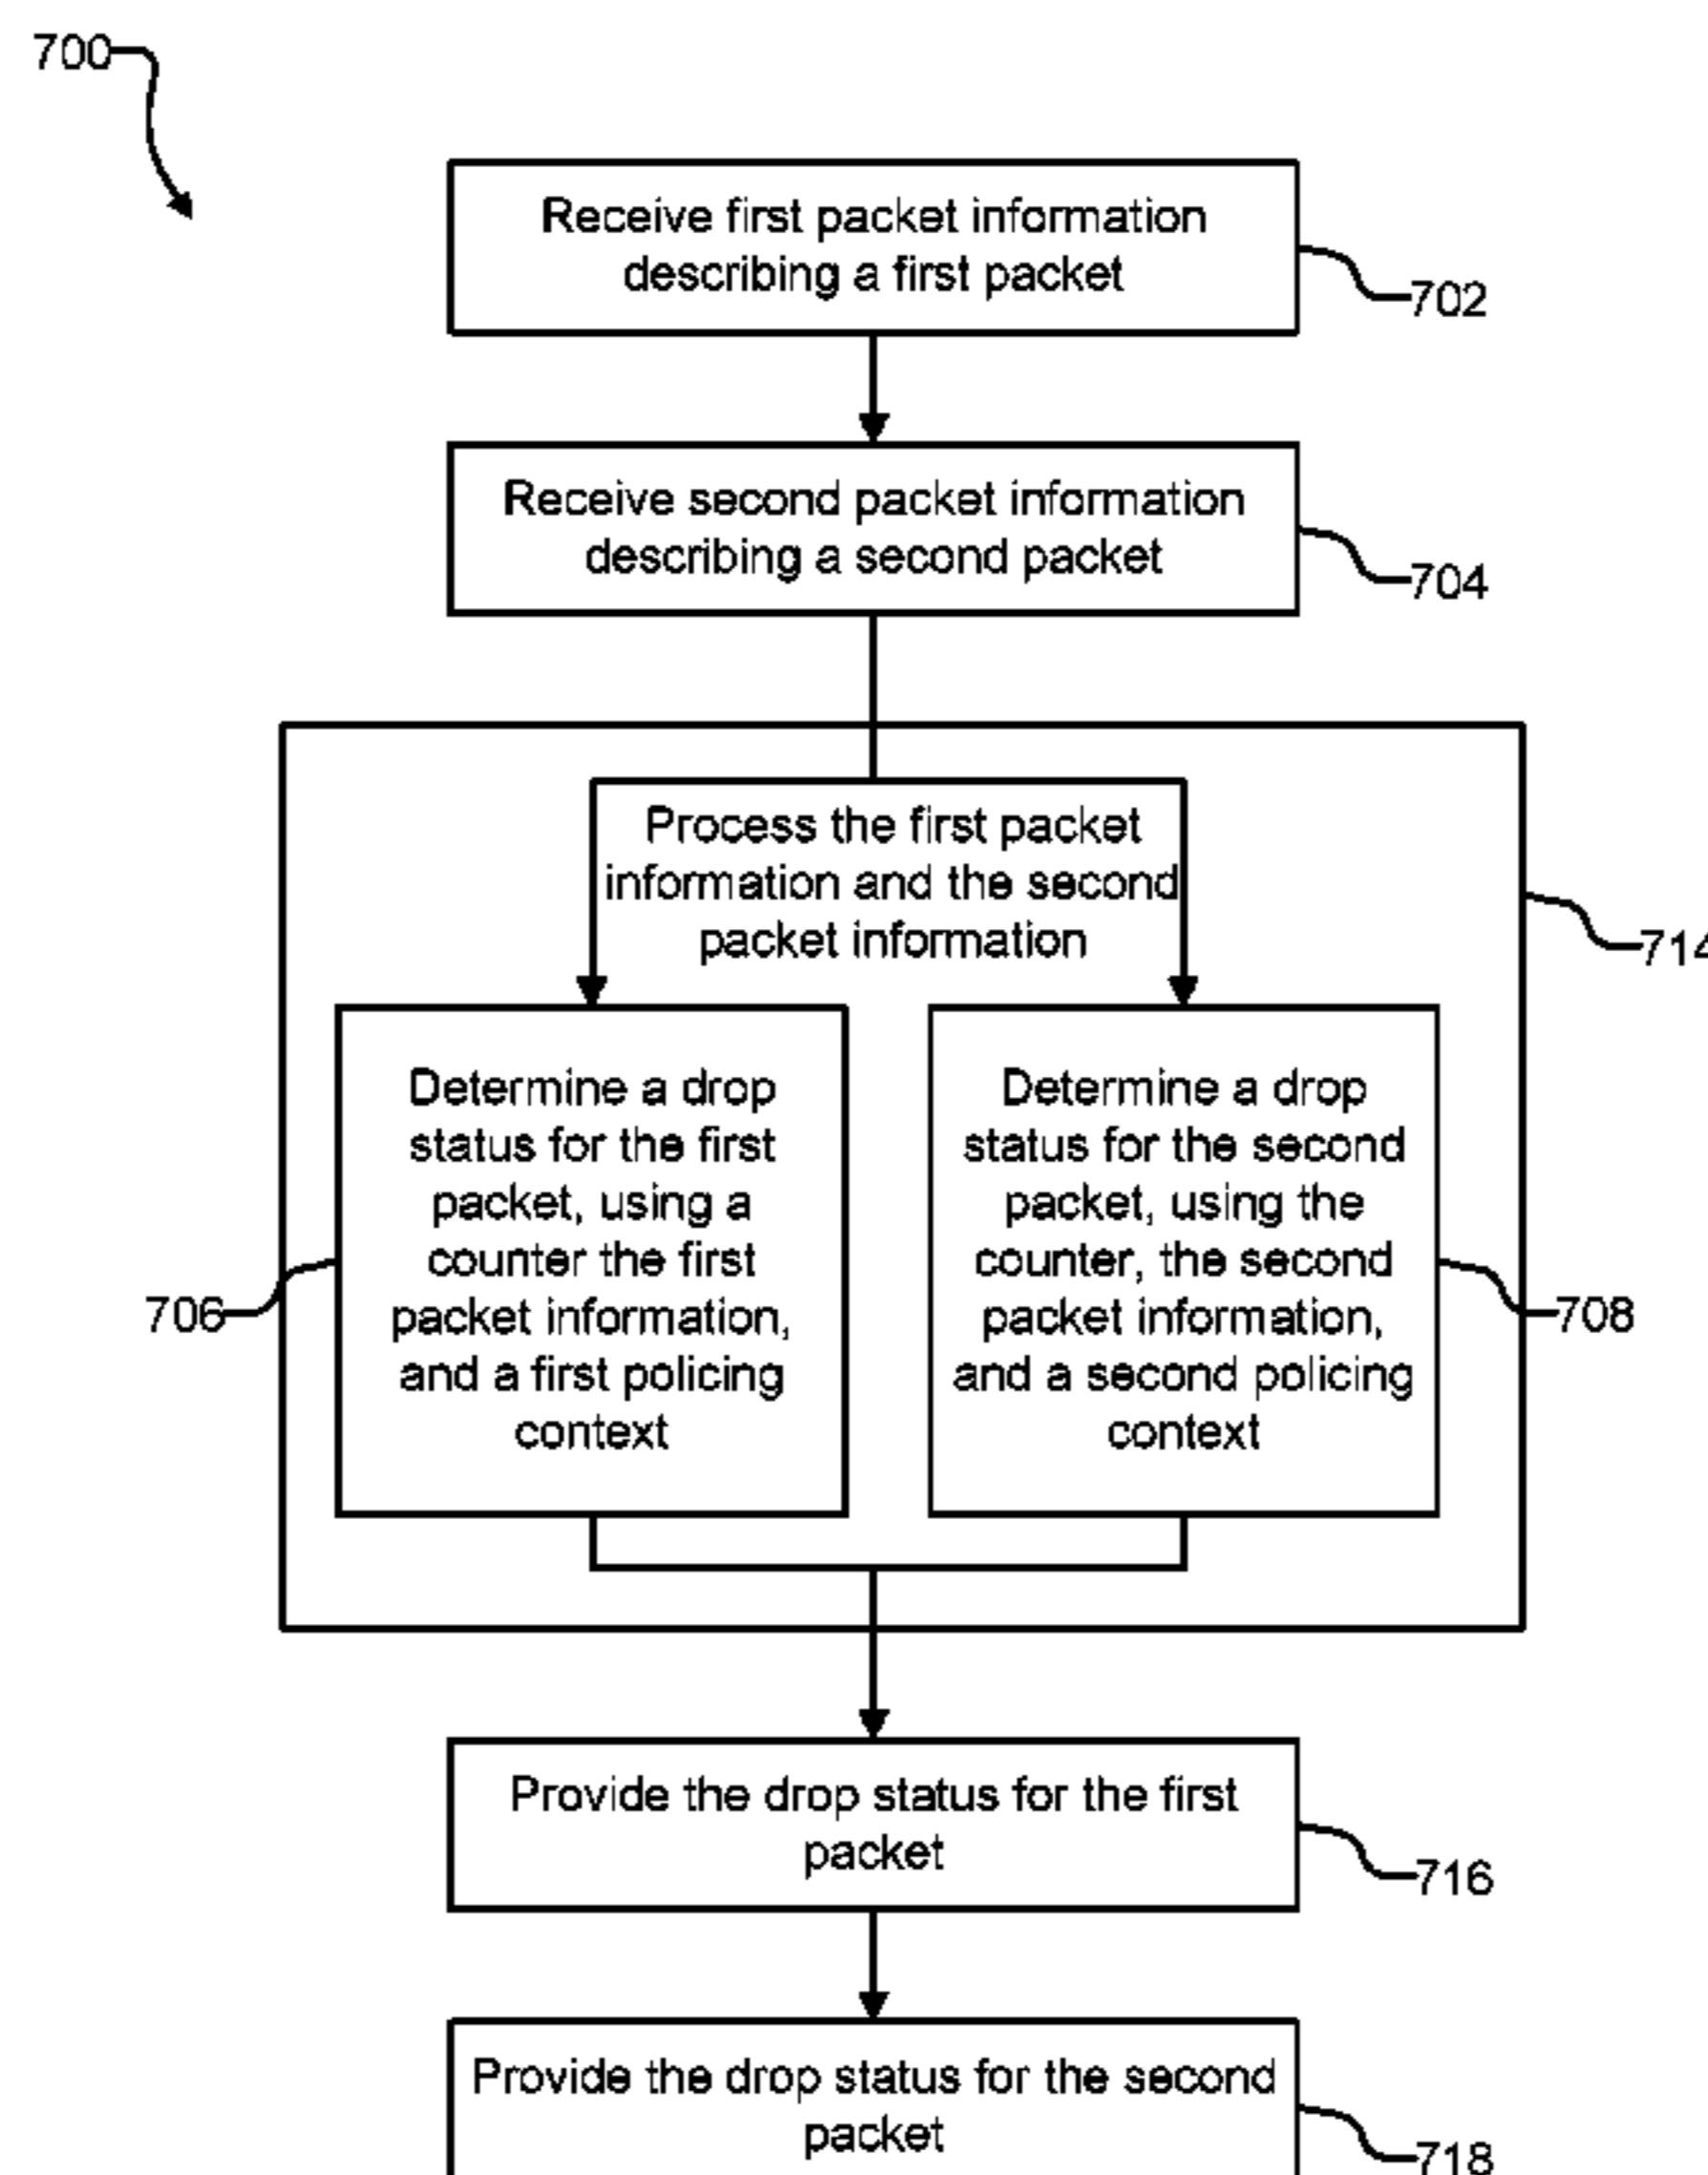 700
Receive first packet information
describing a first packet
702
Receive second packet information
describing a second packet
704
Process the first packet
information and the second
packet information
714
Determine a drop
status for the first
packet, using a
counter the first
packet information,
and a first policing
context
706
Determine a drop
status for the second
packet, using the
counter, the second
packet information,
and a second policing
context
708
Provide the drop status for the first
packet
716
Provide the drop status for the second
packet
718